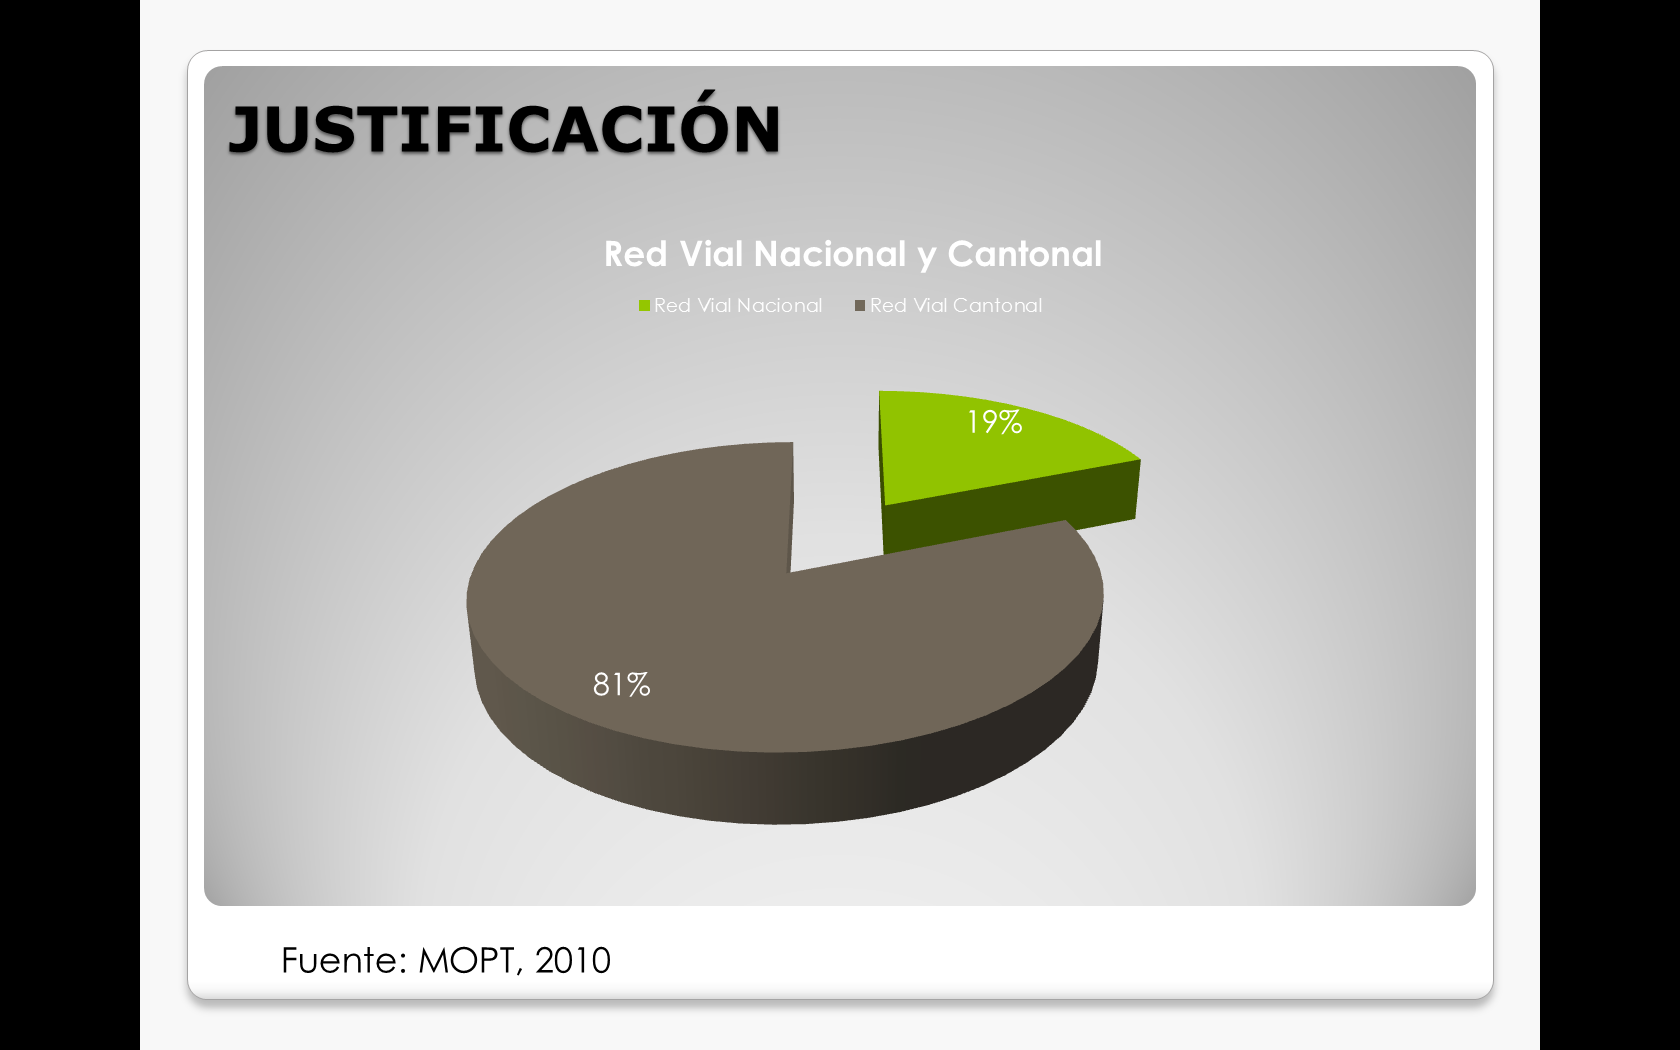 JUSTIFICACIÓN
Red Vial Nacional y Cantonal
Red Vial Nacional Red Vial Cantonal
19%
81%
Fuente: MOPT, 2010